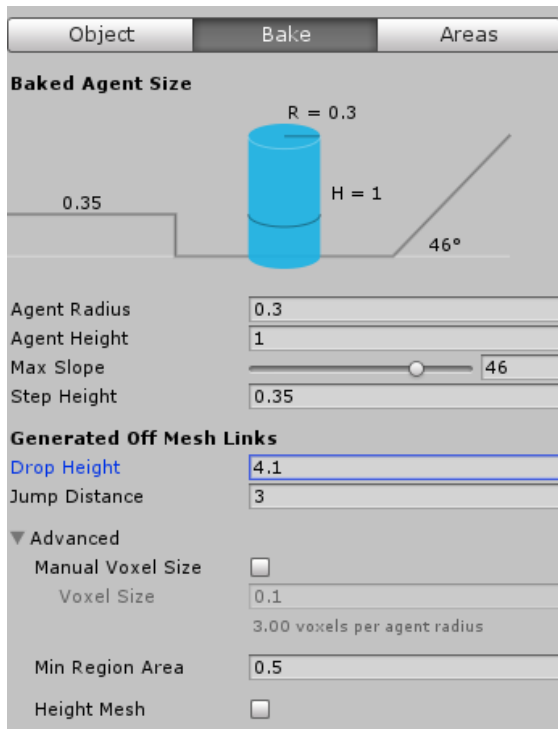 Object Bake Areas
Baked Agent Size
R = 0.3
0.35
H = 1
46°
Agent Radius 0.3
Agent Height 1
Max Slope 46
Step Height 0.35
Generated Off Mesh Links
Drop Height 4.1
Jump Distance 3
Advanced
Manual Voxel Size
Voxel Size 0.1
3.00 voxels per agent radius
Min Region Area 0.5
Height Mesh